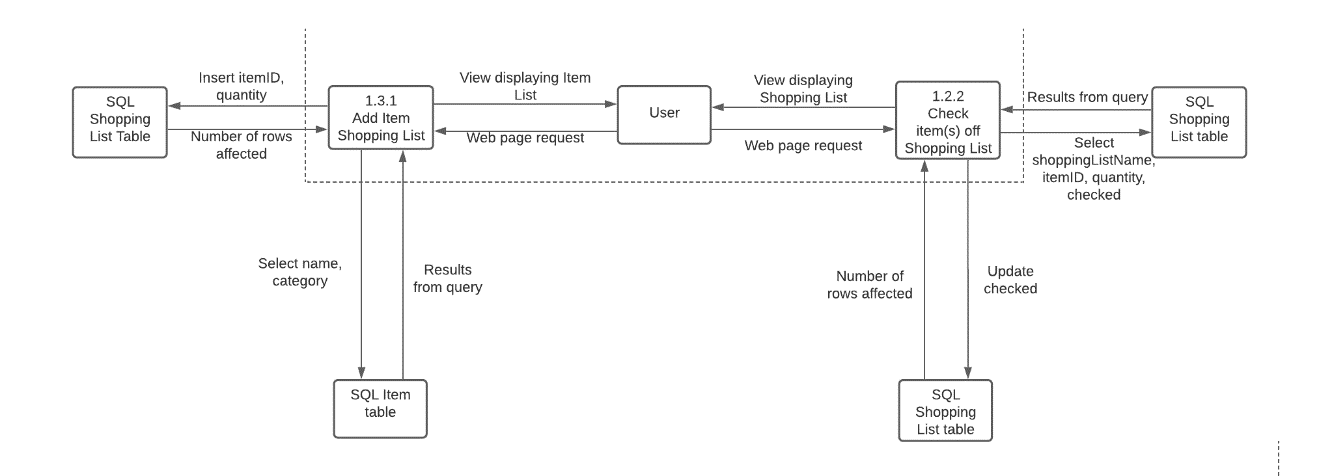 SQL
Shopping
List Table
Insert itemID,
quantity
Number of rows
affected
1.3.1
Add Item
Shopping List
View displaying Item
List
Web page request
User
View displaying
Shopping List
Web page request
1.2.2
Check
item(s) off
Shopping List
Results from query
Select
shoppingListName,
itemID, quantity,
checked
SQL
Shopping
List table
Select name,
category
Results
from query
Number of
rows affected
Update
checked
SQL Item
table
SQL
Shopping
List table